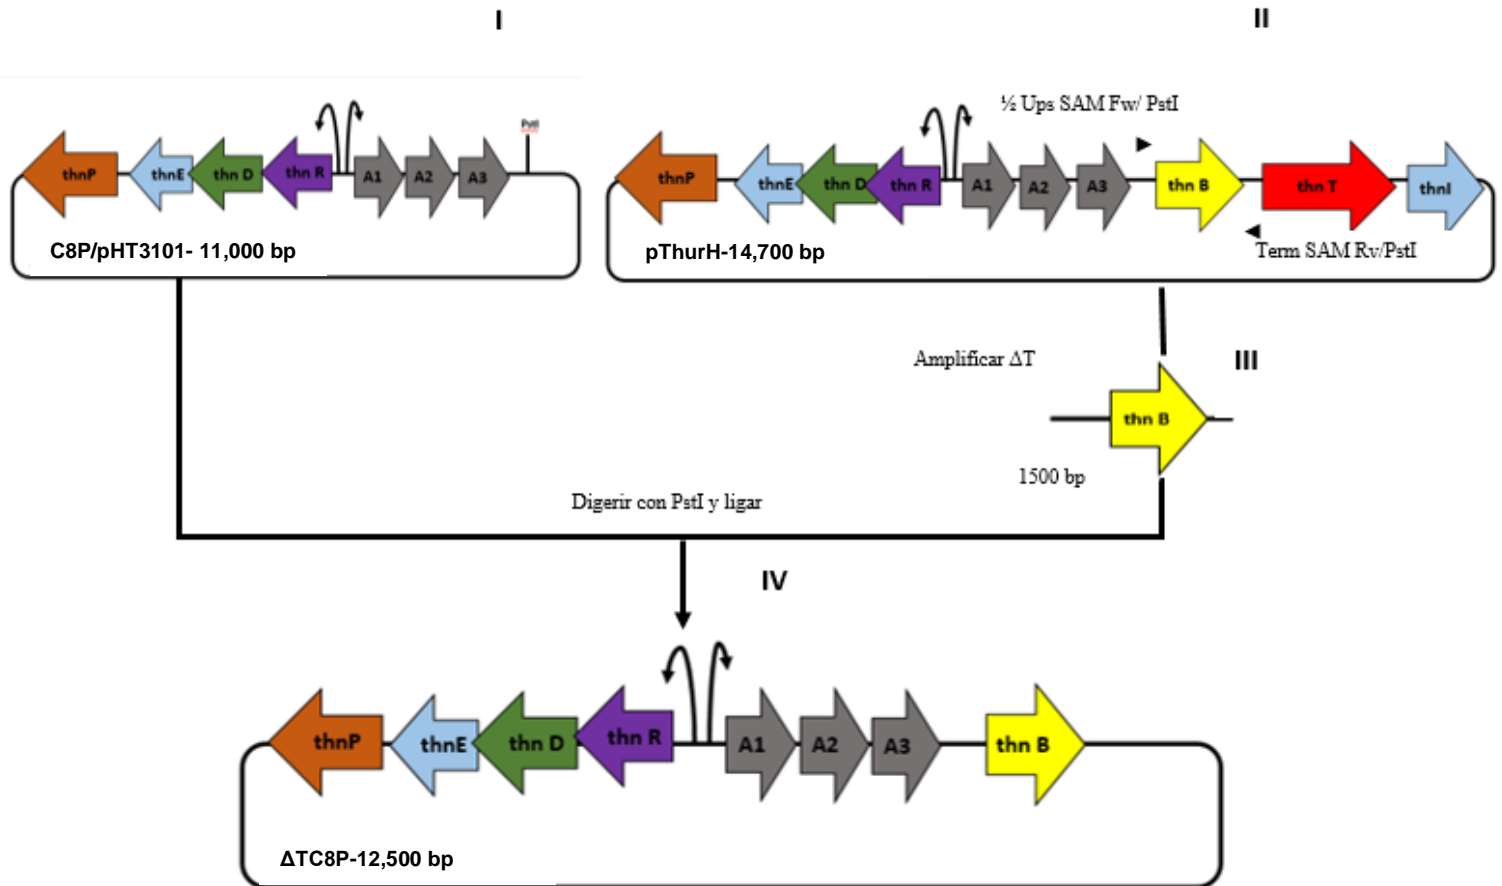 I
II
PstI
½ Ups SAM Fw/ PstI
thnP
thnE
thn D
thn R
A1
A2
A3
thnP
thnE
thn D
thn R
A1
A2
A3
thn B
thn T
thnI
C8P/pHT3101- 11,000 bp
pThurH-14,700 bp
Term SAM Rv/PstI
Amplificar ΔT
III
thn B
1500 bp
Digerir con PstI y ligar
IV
thnP
thnE
thn D
thn R
A1
A2
A3
thn B
ΔTC8P-12,500 bp